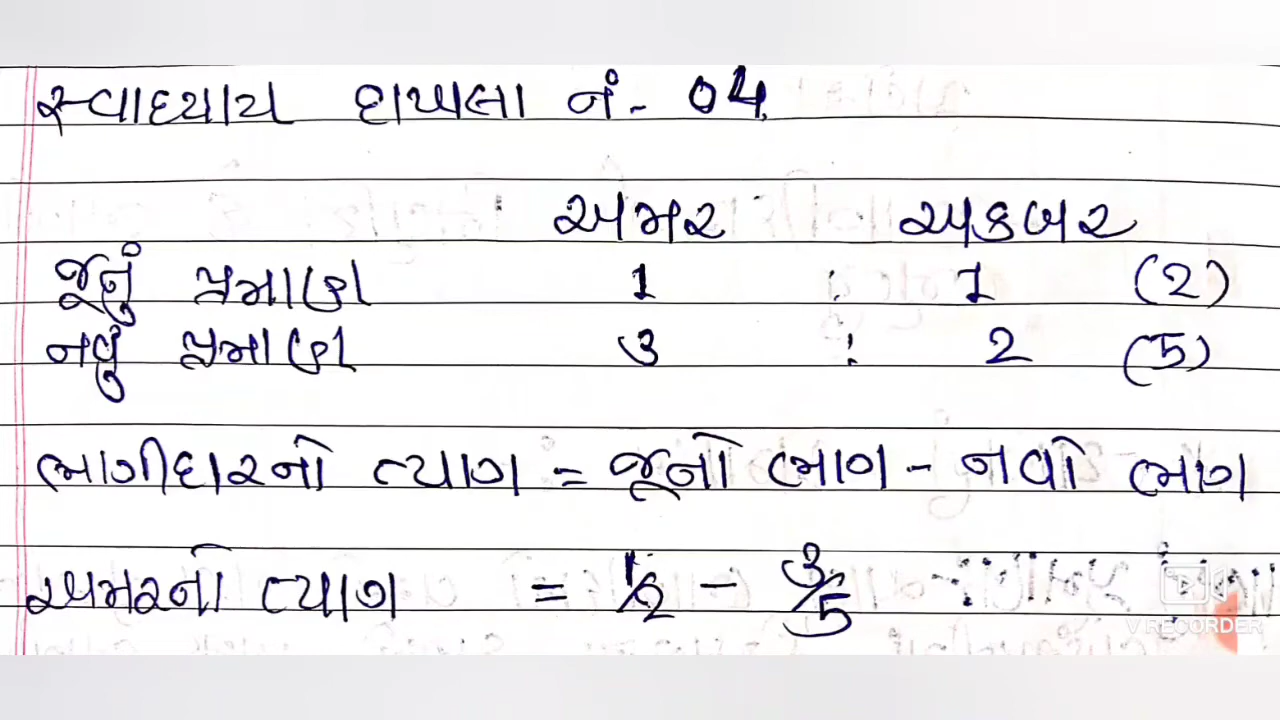 સ્વાધ્યાય દાખલા નં- 04
અમર અકબર
જૂનું પ્રમાણ 1 : 1 (2)
નવું પ્રમાણ 3 : 2 (5)
ભાગીદારનો ત્યાગ = જૂનો ભાગ - નવો ભાગ
અમરનો ત્યાગ = 1/2 - 3/5
V RECORDER